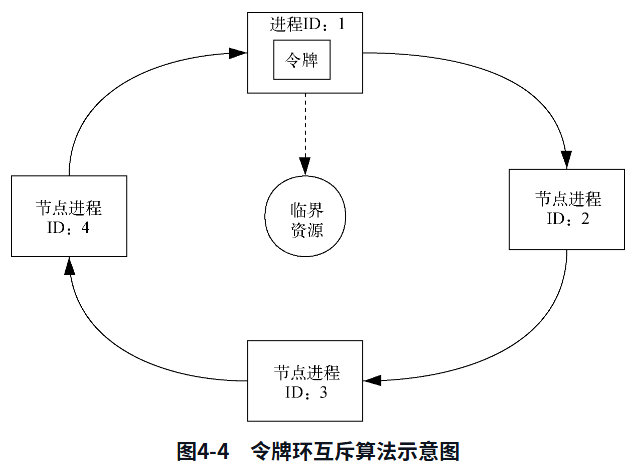 进程ID：1
令牌
节点进程
ID：4
临界
资源
节点进程
ID：2
节点进程
ID：3
图4-4　令牌环互斥算法示意图